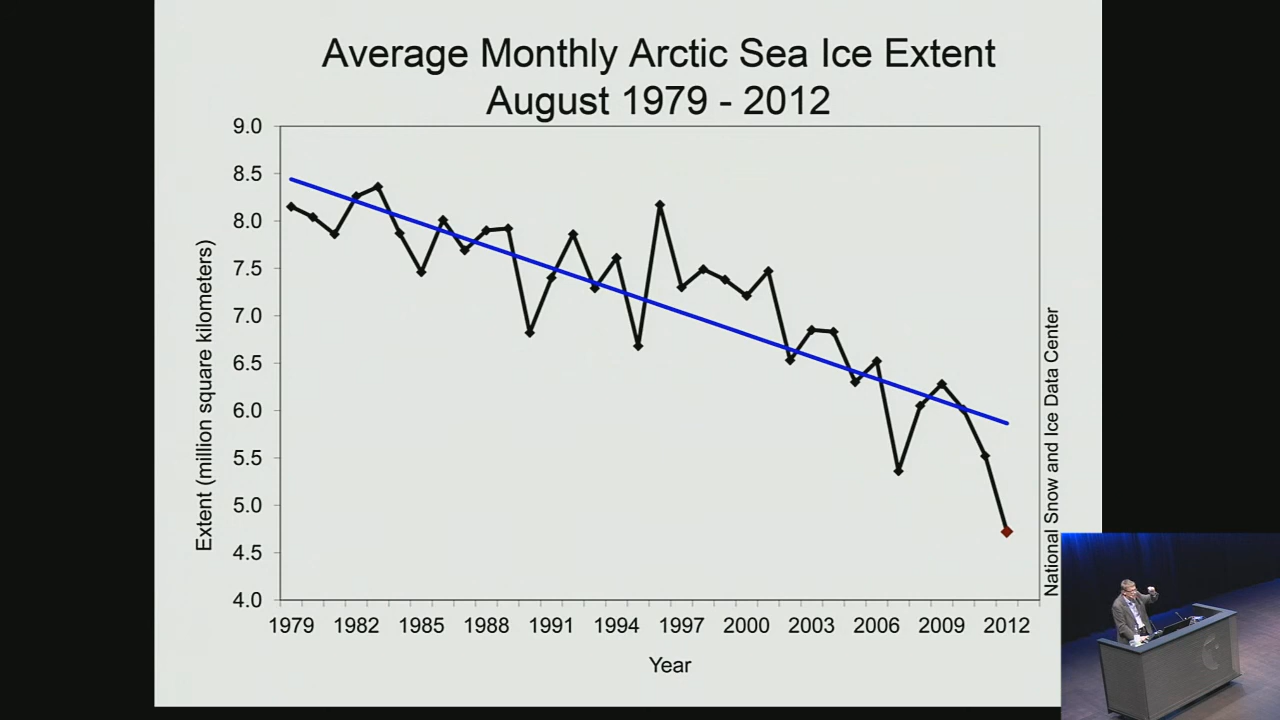 Average Monthly Arctic Sea Ice Extent
August 1979 - 2012
9.0
8.5
8.0
7.5
7.0
6.5
6.0
5.5
5.0
4.5
4.0
Extent (million square kilometers)
1979 1982 1985 1988 1991 1994 1997 2000 2003 2006 2009 2012
Year
National Snow and Ice Data Center